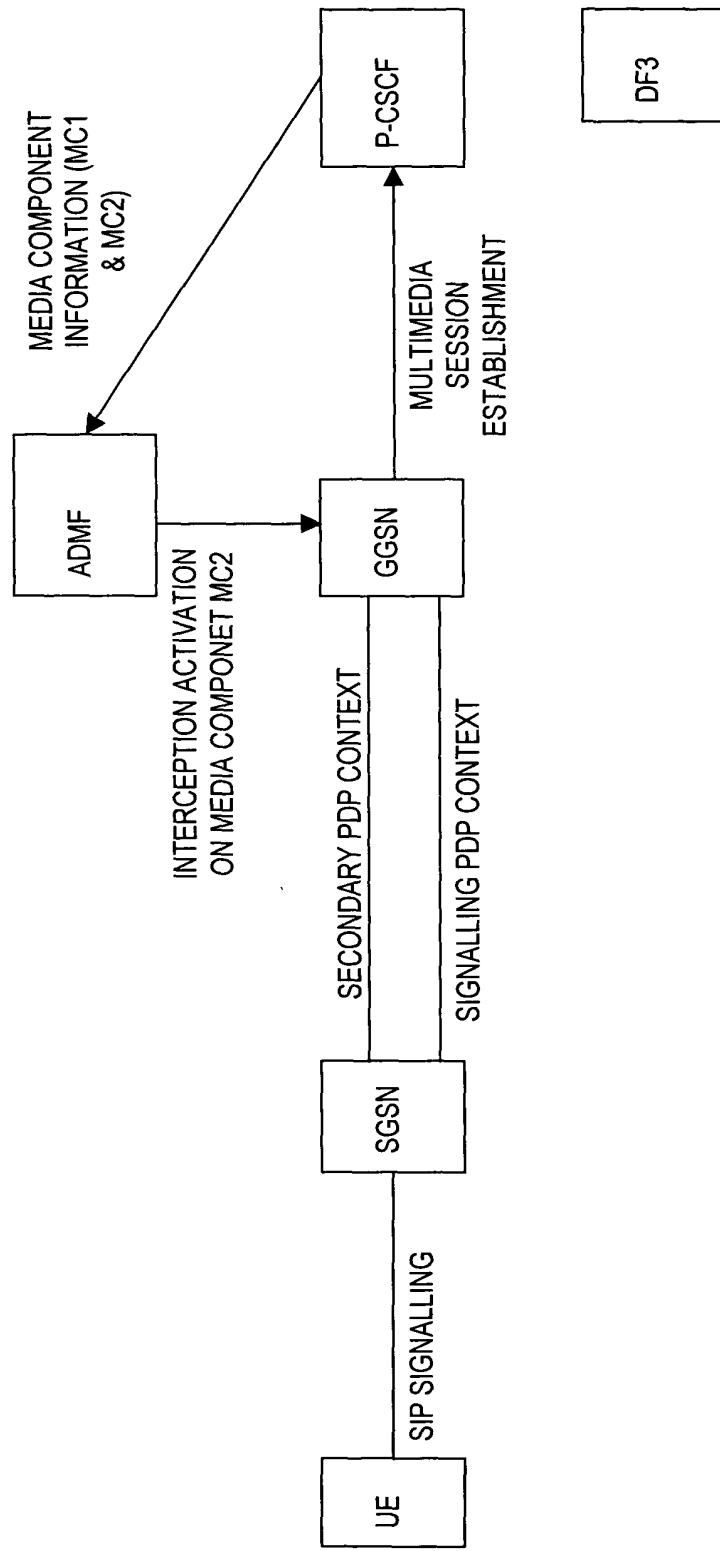 MEDIA COMPONENT
INFORMATION (MC1
& MC2)
ADMF
INTERCEPTION ACTIVATION
ON MEDIA COMPONET MC2
UE
SIP SIGNALLING
SGSN
SECONDARY PDP CONTEXT
SIGNALLING PDP CONTEXT
GGSN
MULTIMEDIA
SESSION
ESTABLISHMENT
P-CSCF
DF3